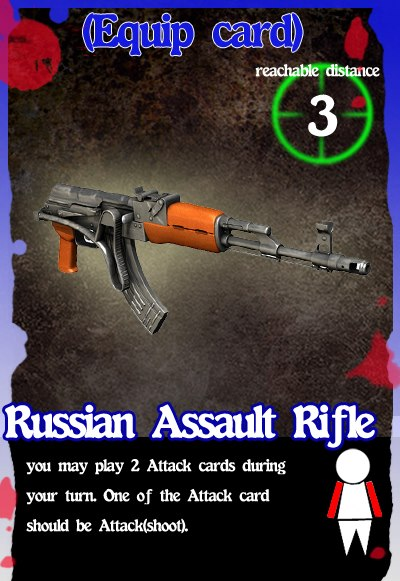 (Equip card)
reachable distance
3
Russian Assault Rifle
you may play 2 Attack cards during
your turn. One of the Attack card
should be Attack(shoot).